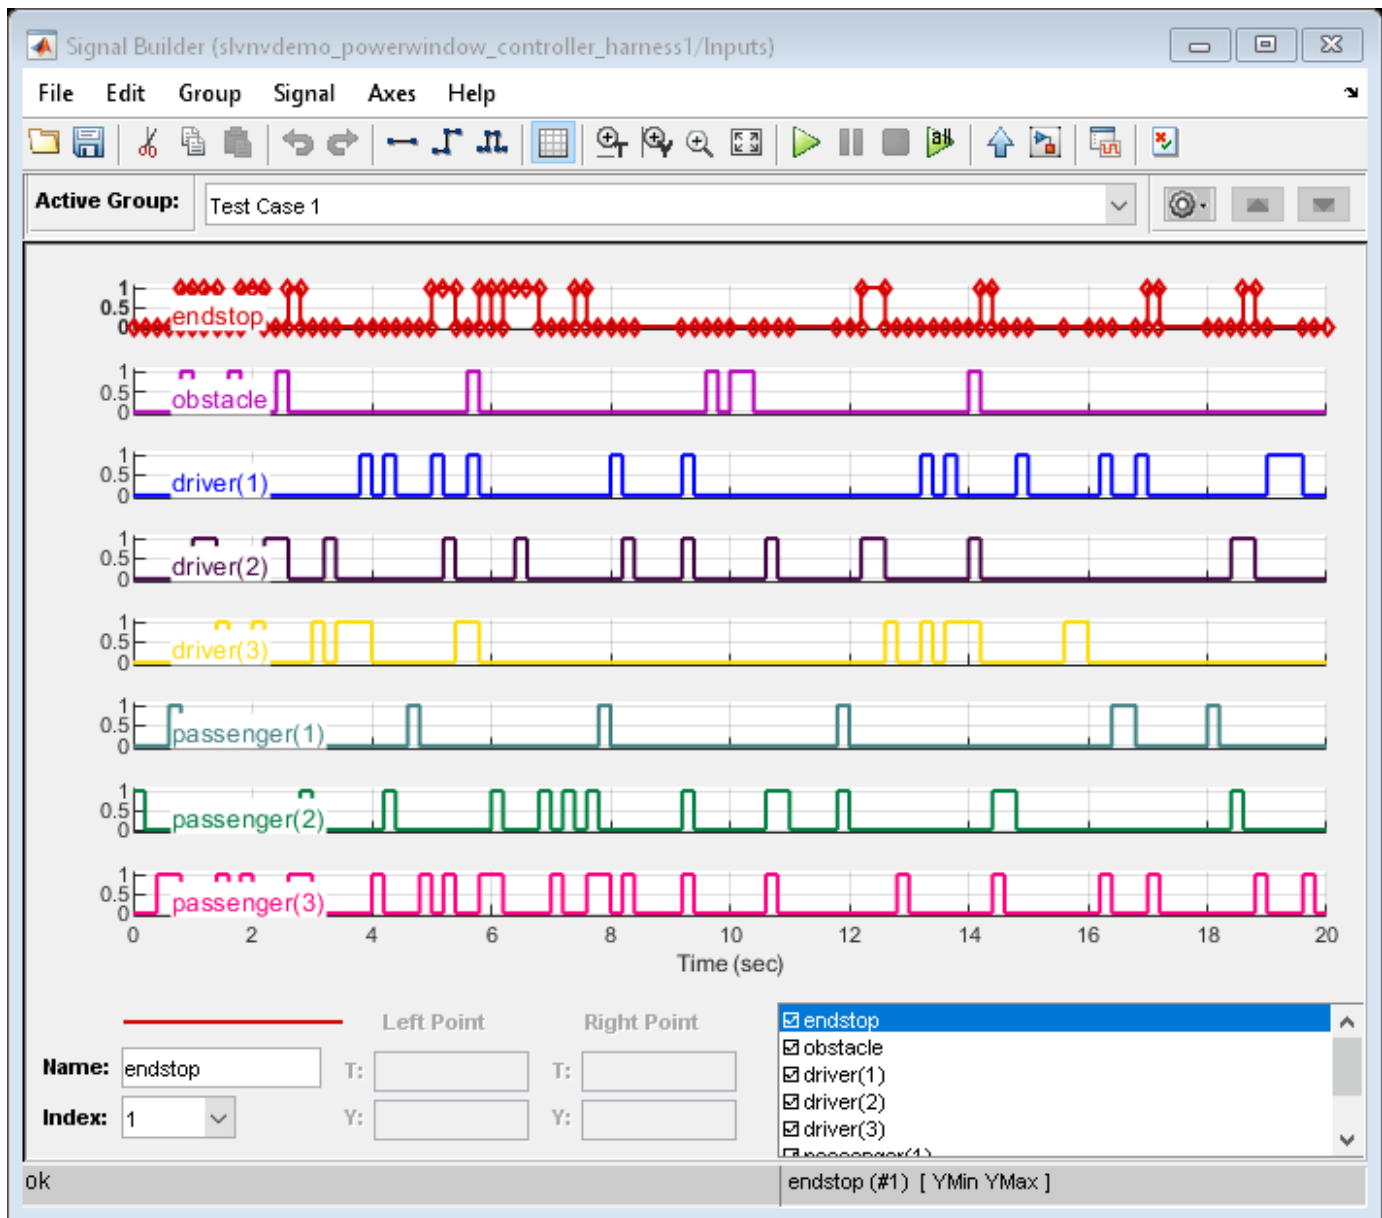 Signal Builder (slvnvdemo_powerwindow_controller_harness1/Inputs)
File Edit Group Signal Axes Help
Active Group: Test Case 1
1
0.5
0
endstop
1
0.5
0
obstacle
1
0.5
0
driver(1)
1
0.5
0
driver(2)
1
0.5
0
driver(3)
1
0.5
0
passenger(1)
1
0.5
0
passenger(2)
1
0.5
0
passenger(3)
0 2 4 6 8 10 12 14 16 18 20
Time (sec)
Left Point Right Point
Name: endstop T: T:
Index: 1 Y: Y:
endstop
obstacle
driver(1)
driver(2)
driver(3)
passenger(1)
ok endstop (#1) [ YMin YMax ]